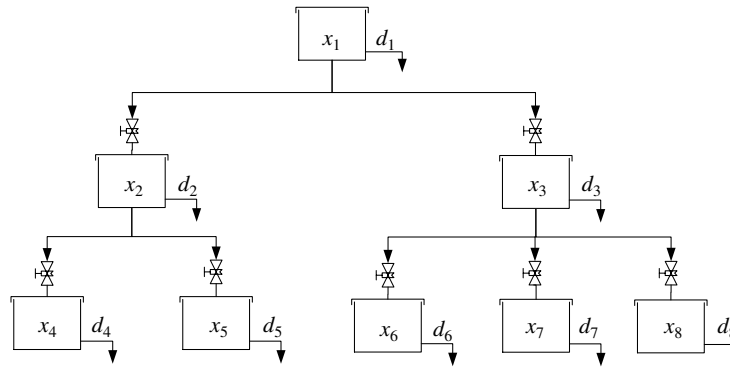 x₁ d₁
x₂ d₂ x₃ d₃
x₄ d₄ x₅ d₅ x₆ d₆ x₇ d₇ x₈